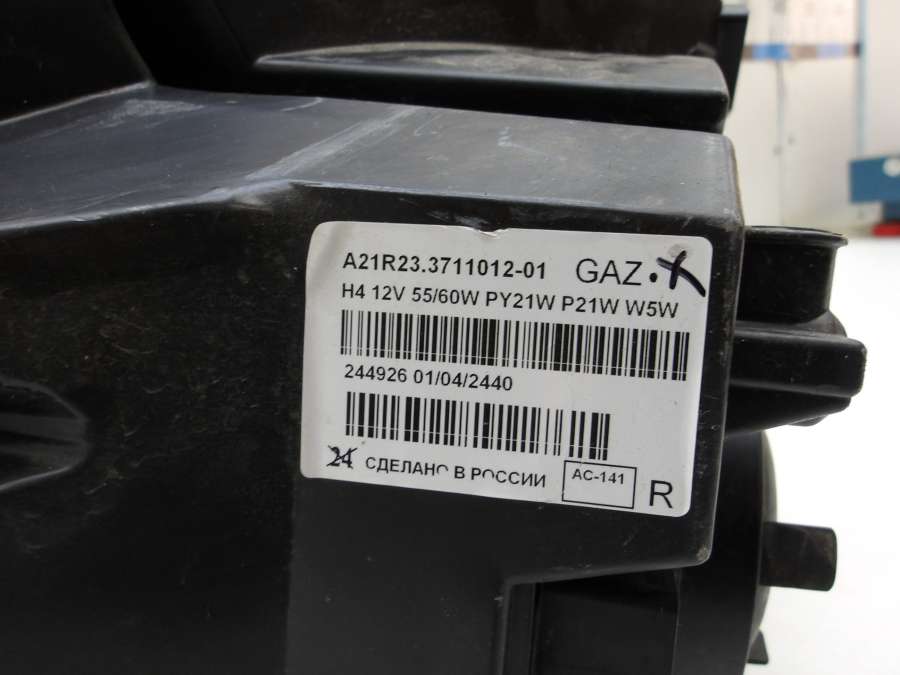 A21R23.3711012-01 GAZ.
H4 12V 55/60W PY21W P21W W5W
244926 01/04/2440
24 СДЕЛАНО В РОССИИ AC-141 R